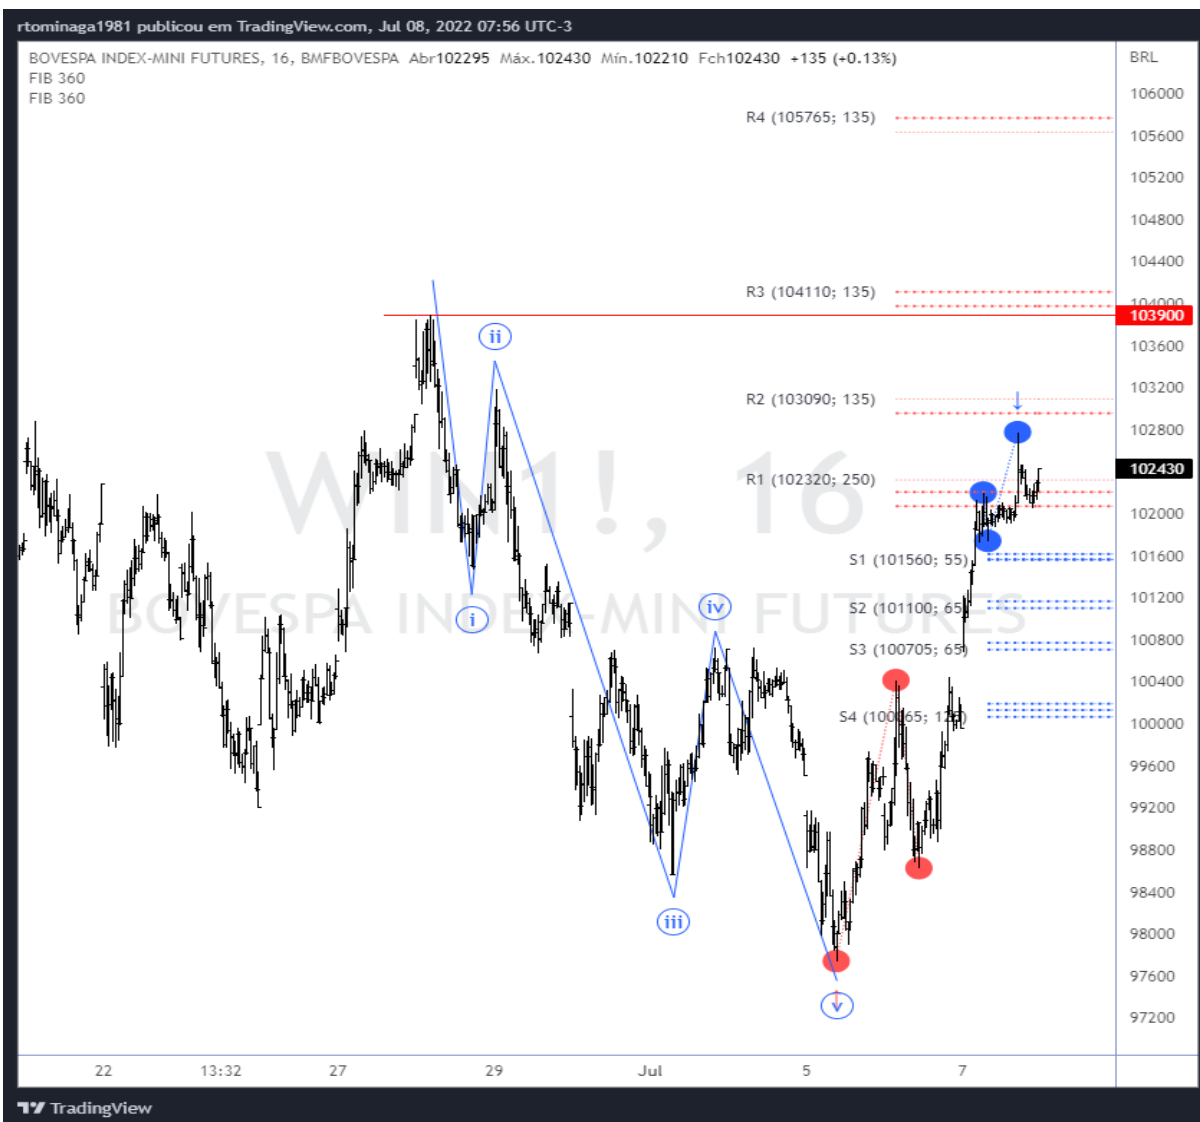 rtominaga1981 publicou em TradingView.com, Jul 08, 2022 07:56 UTC-3
BOVESPA INDEX-MINI FUTURES, 16, BMFBOVESPA Abr102295 Máx.102430 Mín.102210 Fch102430 +135 (+0.13%)
BRL
FIB 360
FIB 360
106000
R4 (105765; 135)
105600
105200
104800
104400
R3 (104110; 135)
104000
103900
ii
103600
103200
R2 (103090; 135)
102800
WIN1!, 16
102430
R1 (102320; 250)
102000
S1 (101560; 55)
101600
101200
iv
S2 (101100; 65)
BOVESPA INDEX-MINI FUTURES
i
100800
S3 (100705; 65)
100400
S4 (100065; 1
100000
99600
99200
98800
98400
iii
98000
97600
v
97200
22 13:32 27 29 Jul 5 7
TradingView